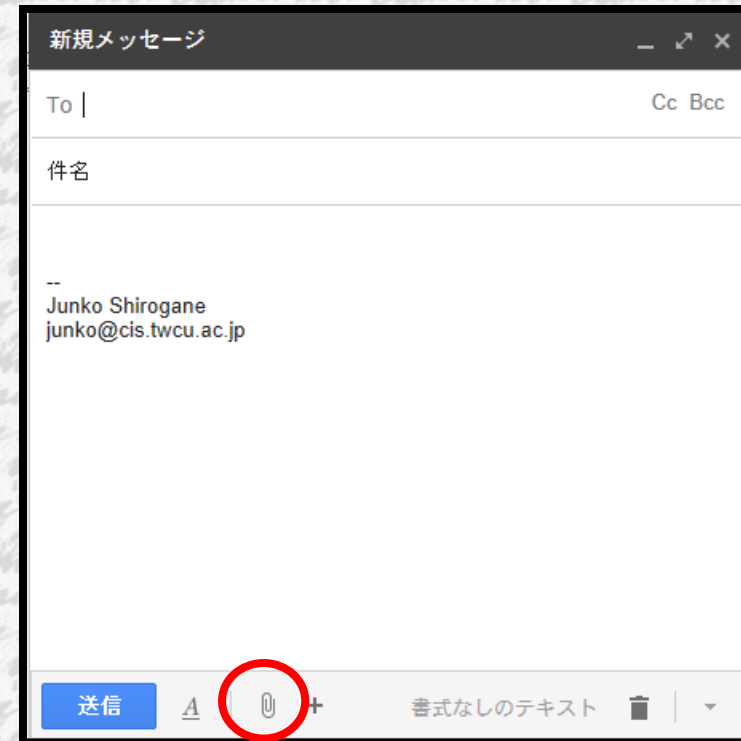 新規メッセージ
To Cc Bcc
件名
--
Junko Shirogane
junko@cis.twcu.ac.jp
送信 A 書式なしのテキスト